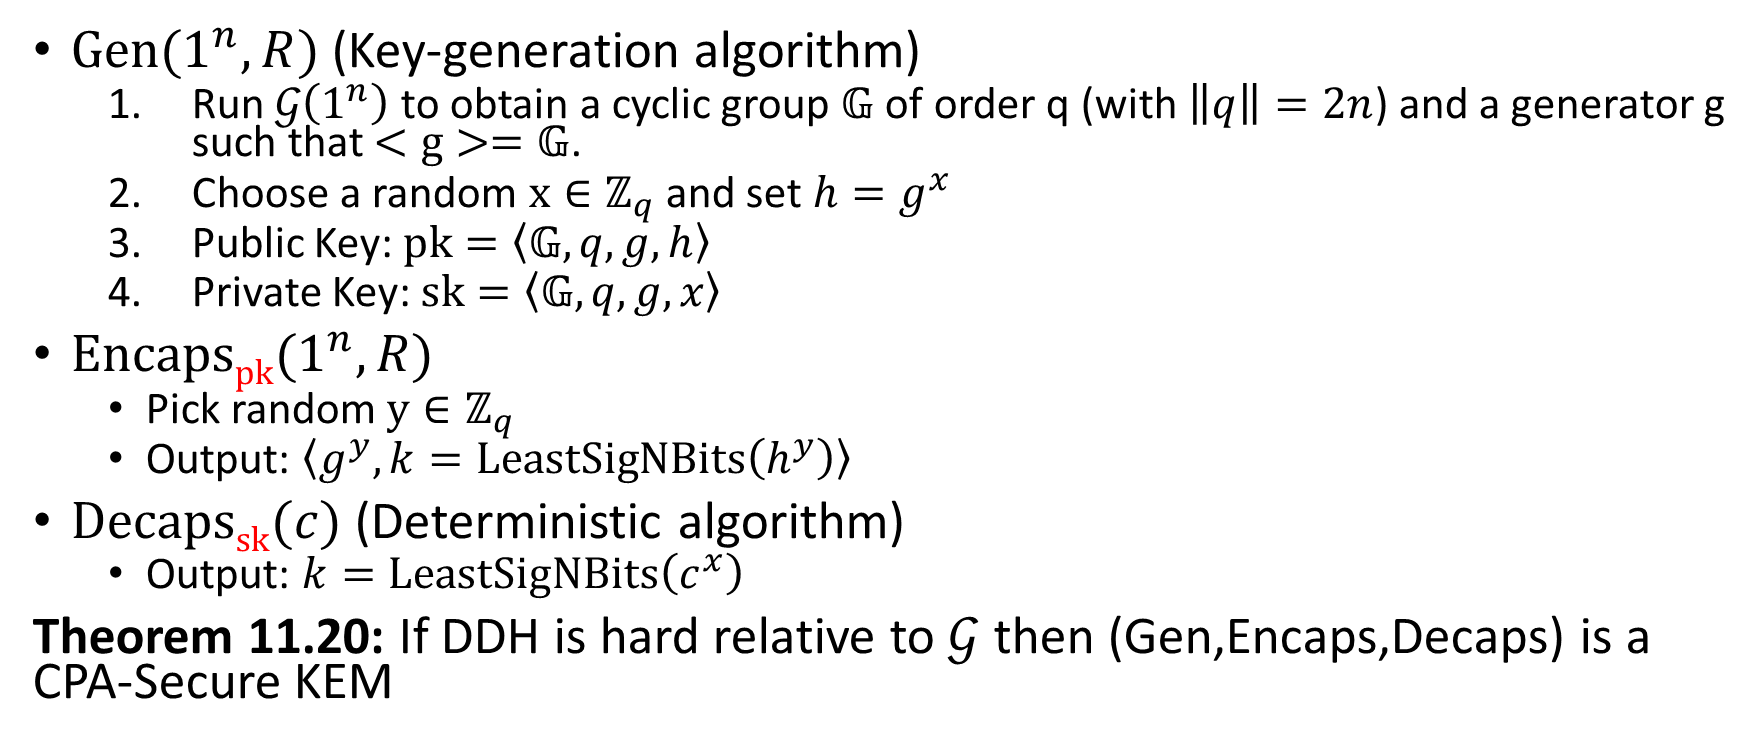 • Gen(1ⁿ, R) (Key-generation algorithm)
1. Run 𝒢(1ⁿ) to obtain a cyclic group 𝔾 of order q (with ‖q‖ = 2n) and a generator g
such that < g >= 𝔾.
2. Choose a random x ∈ ℤ_q and set h = g^x
3. Public Key: pk = ⟨𝔾, q, g, h⟩
4. Private Key: sk = ⟨𝔾, q, g, x⟩
• Encaps_pk(1ⁿ, R)
• Pick random y ∈ ℤ_q
• Output: ⟨g^y, k = LeastSigNBits(h^y)⟩
• Decaps_sk(c) (Deterministic algorithm)
• Output: k = LeastSigNBits(c^x)
Theorem 11.20: If DDH is hard relative to 𝒢 then (Gen,Encaps,Decaps) is a
CPA-Secure KEM